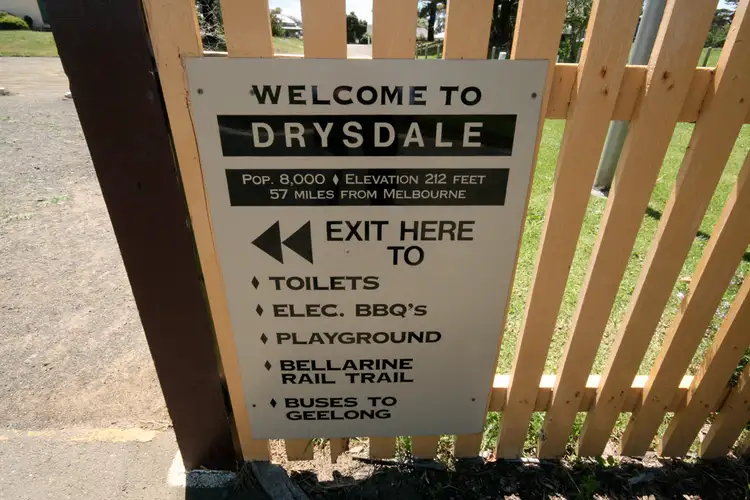 WELCOME TO
DRYSDALE
POP. 8,000 ♦ ELEVATION 212 FEET
57 MILES FROM MELBOURNE
EXIT HERE
TO
♦ TOILETS
♦ ELEC. BBQ's
♦ PLAYGROUND
♦ BELLARINE
RAIL TRAIL
♦ BUSES TO
GEELONG